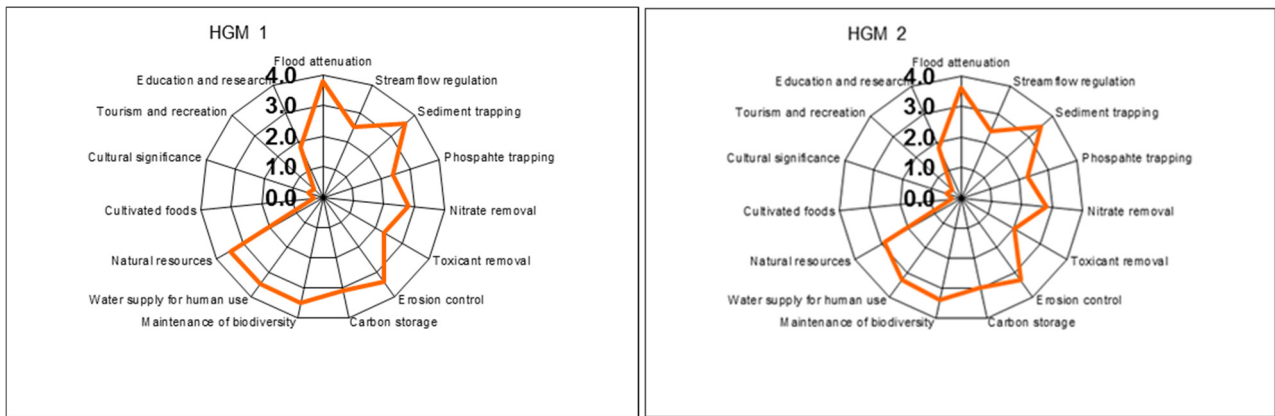 HGM 1
Flood attenuation
Streamflow regulation
Sediment trapping
Phospahte trapping
Nitrate removal
Toxicant removal
Erosion control
Carbon storage
Maintenance of biodiversity
Water supply for human use
Natural resources
Cultivated foods
Cultural significance
Tourism and recreation
Education and research
4.0
3.0
2.0
1.0
0.0
HGM 2
Flood attenuation
Streamflow regulation
Sediment trapping
Phospahte trapping
Nitrate removal
Toxicant removal
Erosion control
Carbon storage
Maintenance of biodiversity
Water supply for human use
Natural resources
Cultivated foods
Cultural significance
Tourism and recreation
Education and research
4.0
3.0
2.0
1.0
0.0